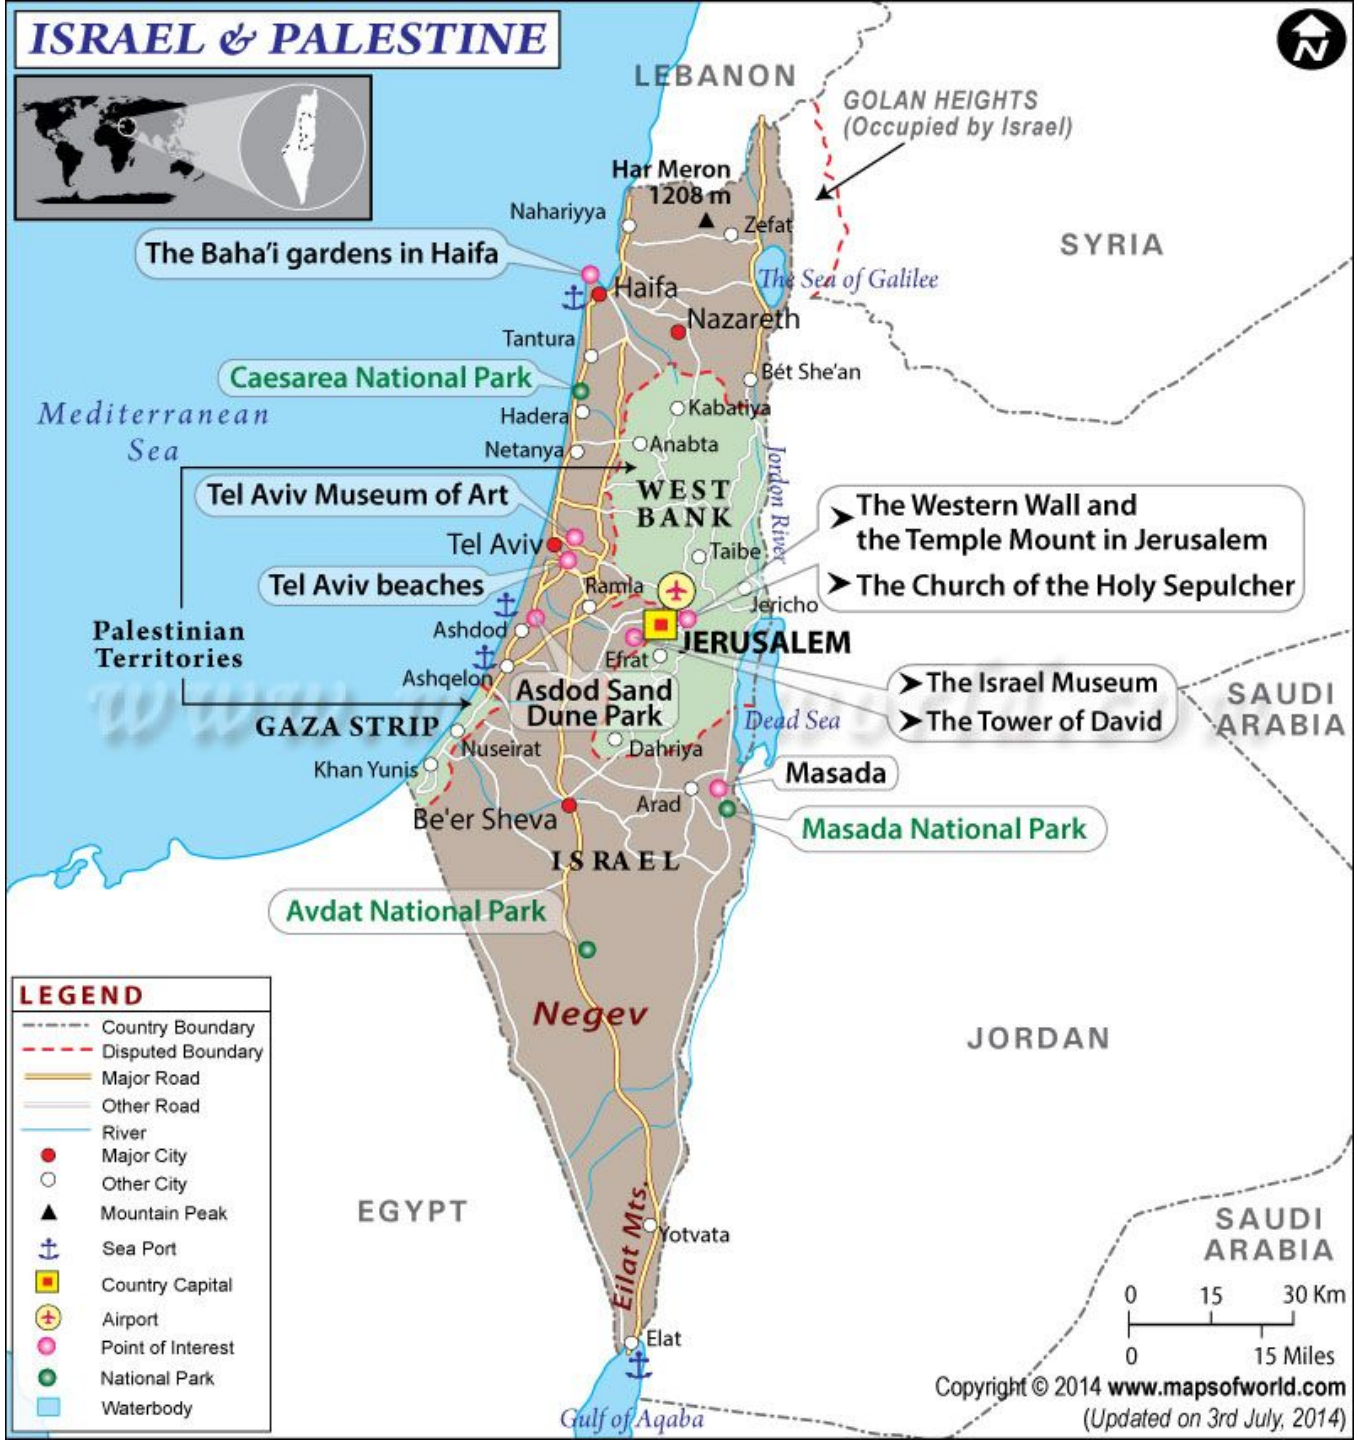 ISRAEL & PALESTINE
N
LEBANON
GOLAN HEIGHTS
(Occupied by Israel)
Har Meron
1208 m
Nahariyya
Zefat
SYRIA
The Baha'i gardens in Haifa
The Sea of Galilee
Haifa
Nazareth
Tantura
Caesarea National Park
Bét She'an
Mediterranean
Sea
Hadera
Kabatiya
Netanya
Anabta
Jordon River
WEST
BANK
Tel Aviv Museum of Art
The Western Wall and
the Temple Mount in Jerusalem
The Church of the Holy Sepulcher
Tel Aviv
Taibe
Tel Aviv beaches
Ramla
Jericho
Palestinian
Territories
Ashdod
JERUSALEM
Efrat
Ashqelon
Asdod Sand
Dune Park
The Israel Museum
The Tower of David
SAUDI
ARABIA
GAZA STRIP
Dead Sea
Nuseirat
Dahriya
Khan Yunis
Masada
Arad
Be'er Sheva
Masada National Park
ISRAEL
Avdat National Park
Negev
JORDAN
LEGEND
Country Boundary
Disputed Boundary
Major Road
Other Road
River
Major City
Other City
Mountain Peak
Sea Port
Country Capital
Airport
Point of Interest
National Park
Waterbody
EGYPT
Eilat Mts.
Yotvata
SAUDI
ARABIA
Elat
Gulf of Aqaba
0 15 30 Km
0 15 Miles
Copyright © 2014 www.mapsofworld.com
(Updated on 3rd July, 2014)